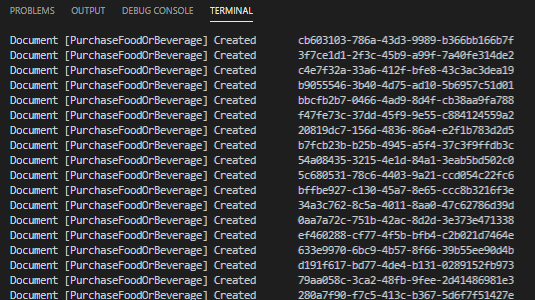 PROBLEMS OUTPUT DEBUG CONSOLE TERMINAL
Document [PurchaseFoodOrBeverage] Created cb603103-786a-43d3-9989-b366bb166b7f
Document [PurchaseFoodOrBeverage] Created 3f7ce1d1-2f3c-45b9-a99f-7a40fe314de2
Document [PurchaseFoodOrBeverage] Created c4e7f32a-33a6-412f-bfe8-43c3ac3dea19
Document [PurchaseFoodOrBeverage] Created b9055546-3b40-4d75-ad10-5b6957c51d01
Document [PurchaseFoodOrBeverage] Created bbcfb2b7-0466-4ad9-8d4f-cb38aa9fa788
Document [PurchaseFoodOrBeverage] Created f47fe73c-37dd-45f9-9e55-c884124559a2
Document [PurchaseFoodOrBeverage] Created 20819dc7-156d-4836-86a4-e2f1b783d2d5
Document [PurchaseFoodOrBeverage] Created b7fcb23b-b25b-4945-a5f4-37c3f9ffdb3c
Document [PurchaseFoodOrBeverage] Created 54a08435-3215-4e1d-84a1-3eab5bd502c0
Document [PurchaseFoodOrBeverage] Created 5c680531-78c6-4403-9a21-ccd054c22fc6
Document [PurchaseFoodOrBeverage] Created bffbe927-c130-45a7-8e65-ccc8b3216f3e
Document [PurchaseFoodOrBeverage] Created 34a3c762-8c5a-4011-8aa0-47c62786d39d
Document [PurchaseFoodOrBeverage] Created 0aa7a72c-751b-42ac-8d2d-3e373e471338
Document [PurchaseFoodOrBeverage] Created ef460288-cf77-4f5b-bfb4-c2b021d7464e
Document [PurchaseFoodOrBeverage] Created 633e9970-6bc9-4b57-8f66-39b55ee90d4b
Document [PurchaseFoodOrBeverage] Created d191f617-bd77-4de4-b131-0289152fb973
Document [PurchaseFoodOrBeverage] Created 79aa058c-3ca2-48fb-9fee-2d41486981e3
Document [PurchaseFoodOrBeverage] Created 280a7f90-f7c5-413c-b367-5d6f7f51427e